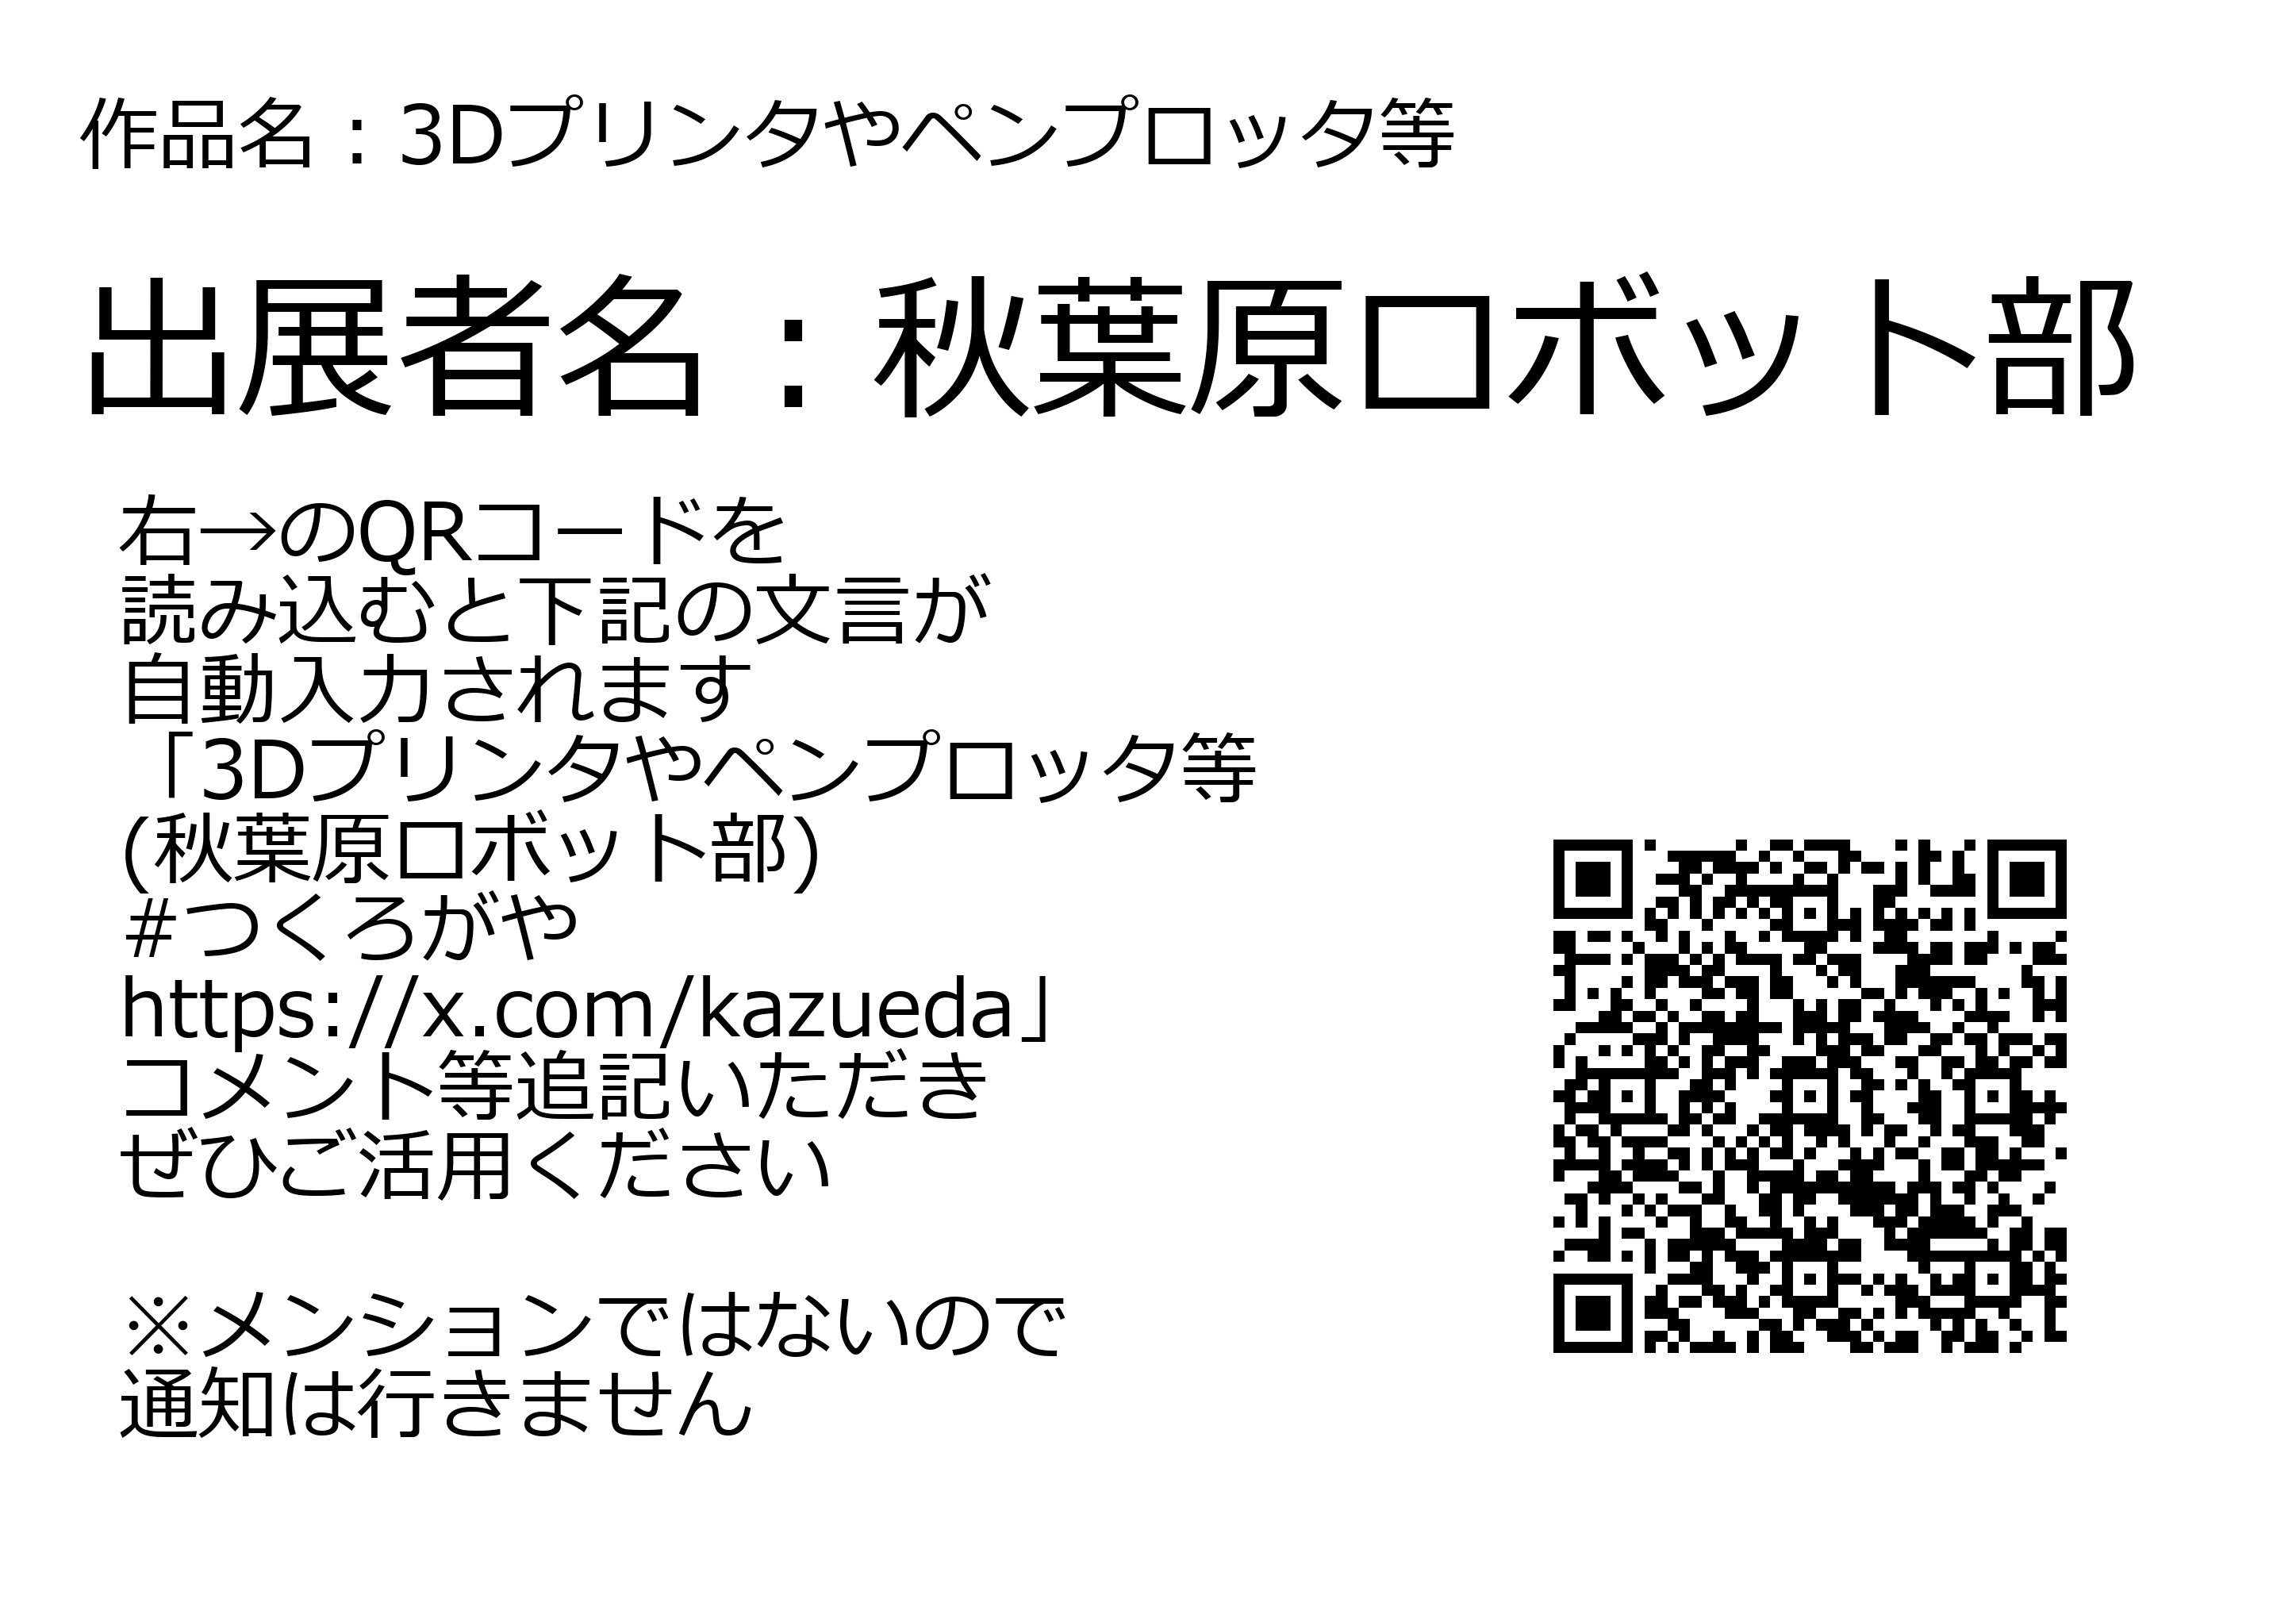 作品名：3Dプリンタやペンプロッタ等
出展者名：秋葉原ロボット部
右→のQRコードを
読み込むと下記の文言が
自動入力されます
「3Dプリンタやペンプロッタ等
(秋葉原ロボット部)
#つくろがや
https://x.com/kazueda」
コメント等追記いただき
ぜひご活用ください
※メンションではないので
通知は行きません